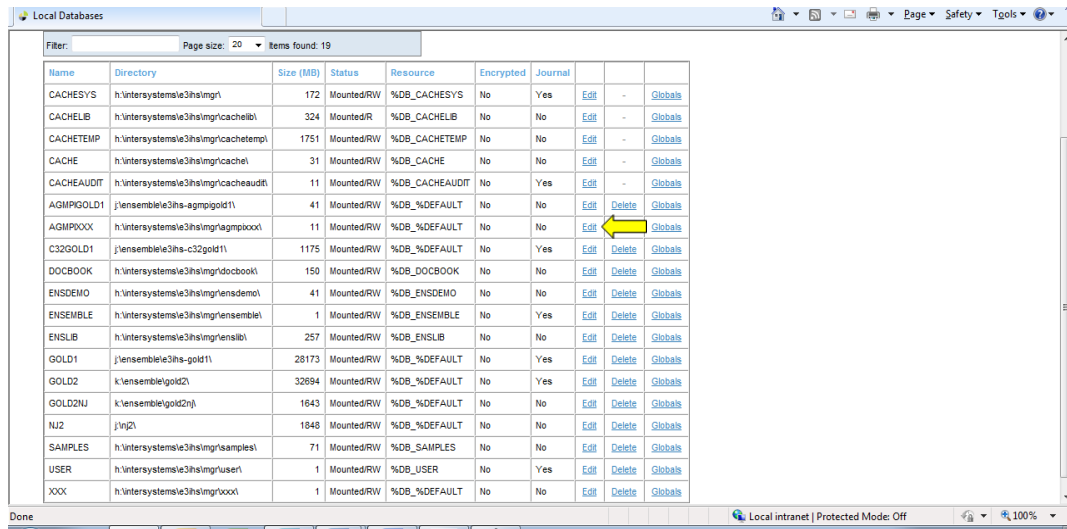 Local Databases
Page Safety Tools
Filter: Page size: 20 Items found: 19
Name Directory Size (MB) Status Resource Encrypted Journal
CACHESYS h:\intersystems\e3ihs\mgr\ 172 Mounted/RW %DB_CACHESYS No Yes Edit - Globals
CACHELIB h:\intersystems\e3ihs\mgr\cachelib\ 324 Mounted/R %DB_CACHELIB No No Edit - Globals
CACHETEMP h:\intersystems\e3ihs\mgr\cachetemp\ 1751 Mounted/RW %DB_CACHETEMP No No Edit - Globals
CACHE h:\intersystems\e3ihs\mgr\cache\ 31 Mounted/RW %DB_CACHE No No Edit - Globals
CACHEAUDIT h:\intersystems\e3ihs\mgr\cacheaudit\ 11 Mounted/RW %DB_CACHEAUDIT No Yes Edit - Globals
AGMPIGOLD1 j:\ensemble\e3ihs-agmpigold1\ 41 Mounted/RW %DB_%DEFAULT No No Edit Delete Globals
AGMPIXXX h:\intersystems\e3ihs\mgr\agmpixxx\ 11 Mounted/RW %DB_%DEFAULT No No Edit Globals
C32GOLD1 j:\ensemble\e3ihs-c32gold1\ 1175 Mounted/RW %DB_%DEFAULT No Yes Edit Delete Globals
DOCBOOK h:\intersystems\e3ihs\mgr\docbook\ 150 Mounted/RW %DB_DOCBOOK No No Edit Delete Globals
ENSDEMO h:\intersystems\e3ihs\mgr\ensdemo\ 41 Mounted/RW %DB_ENSDEMO No No Edit Delete Globals
ENSEMBLE h:\intersystems\e3ihs\mgr\ensemble\ 1 Mounted/RW %DB_ENSEMBLE No Yes Edit Delete Globals
ENSLIB h:\intersystems\e3ihs\mgr\enslib\ 257 Mounted/RW %DB_ENSLIB No No Edit Delete Globals
GOLD1 j:\ensemble\e3ihs-gold1\ 28173 Mounted/RW %DB_%DEFAULT No Yes Edit Delete Globals
GOLD2 k:\ensemble\gold2\ 32694 Mounted/RW %DB_%DEFAULT No Yes Edit Delete Globals
GOLD2NJ k:\ensemble\gold2nj\ 1643 Mounted/RW %DB_%DEFAULT No No Edit Delete Globals
NJ2 j:\nj2\ 1848 Mounted/RW %DB_%DEFAULT No No Edit Delete Globals
SAMPLES h:\intersystems\e3ihs\mgr\samples\ 71 Mounted/RW %DB_SAMPLES No No Edit Delete Globals
USER h:\intersystems\e3ihs\mgr\user\ 1 Mounted/RW %DB_USER No Yes Edit Delete Globals
XXX h:\intersystems\e3ihs\mgr\xxx\ 1 Mounted/RW %DB_%DEFAULT No No Edit Delete Globals
Done Local intranet | Protected Mode: Off 100%